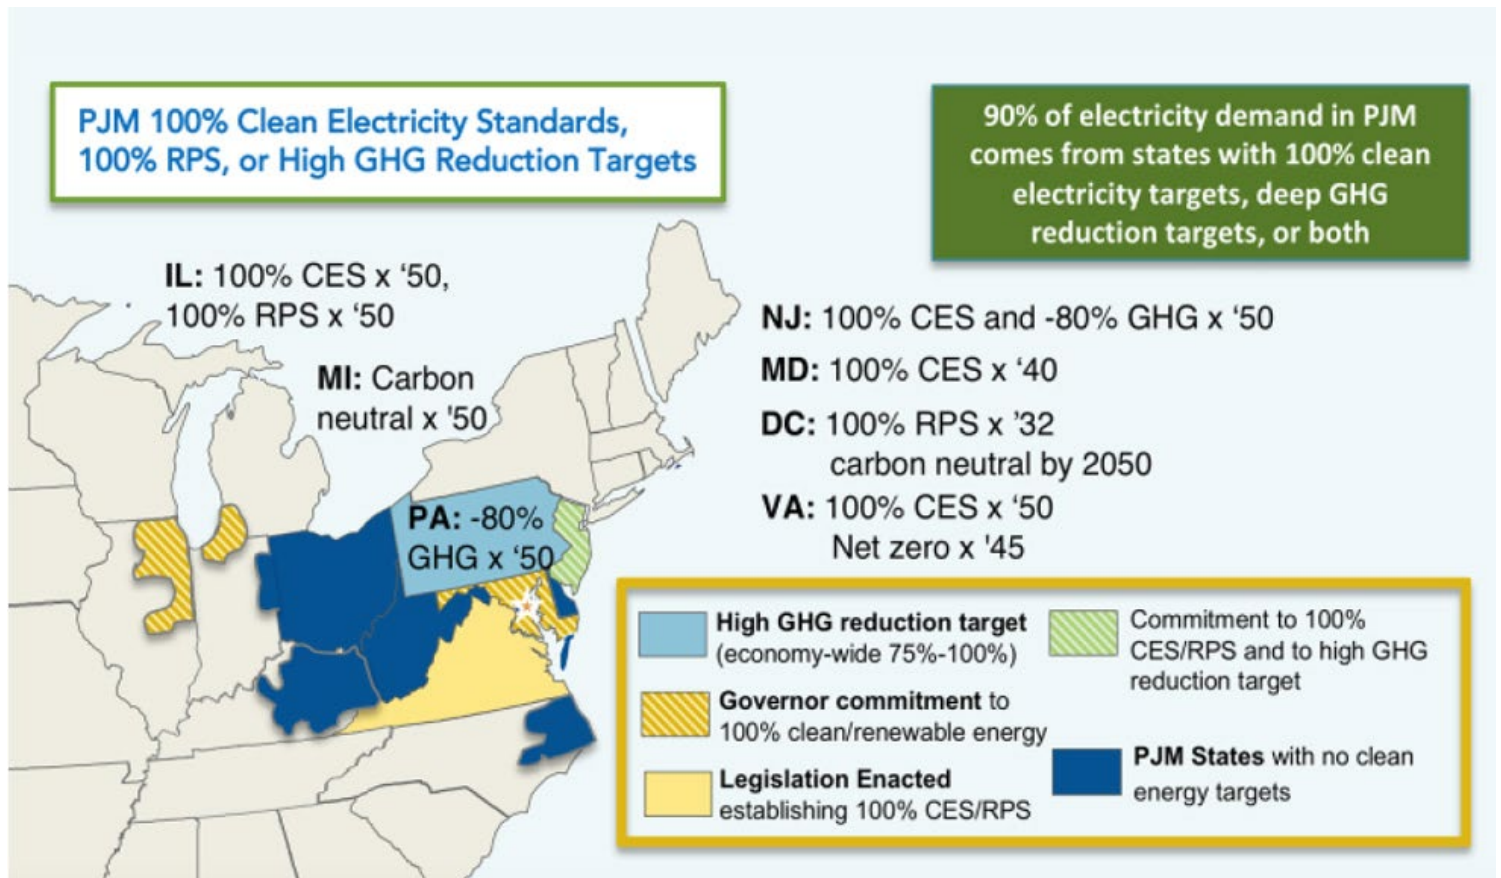 PJM 100% Clean Electricity Standards,
100% RPS, or High GHG Reduction Targets
90% of electricity demand in PJM
comes from states with 100% clean
electricity targets, deep GHG
reduction targets, or both
IL: 100% CES x ‘50,
100% RPS x ‘50
MI: Carbon
neutral x '50
PA: -80%
GHG x ‘50
NJ: 100% CES and -80% GHG x ‘50
MD: 100% CES x ‘40
DC: 100% RPS x ’32
carbon neutral by 2050
VA: 100% CES x ‘50
Net zero x '45
High GHG reduction target
(economy-wide 75%-100%)
Governor commitment to
100% clean/renewable energy
Legislation Enacted
establishing 100% CES/RPS
Commitment to 100%
CES/RPS and to high GHG
reduction target
PJM States with no clean
energy targets